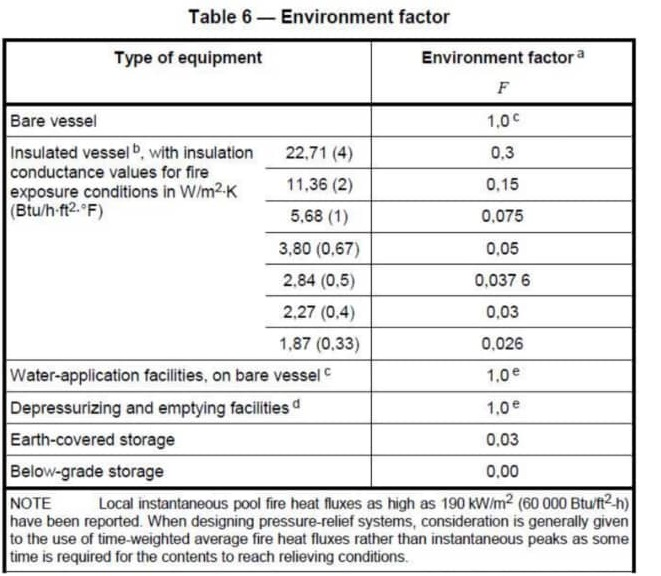 Table 6 — Environment factor
Type of equipment
Environment factor a
F
Bare vessel
1,0 c
Insulated vessel b, with insulation
conductance values for fire
exposure conditions in W/m2·K
(Btu/h·ft2·°F)
22,71 (4)
0,3
11,36 (2)
0,15
5,68 (1)
0,075
3,80 (0,67)
0,05
2,84 (0,5)
0,037 6
2,27 (0,4)
0,03
1,87 (0,33)
0,026
Water-application facilities, on bare vessel c
1,0 e
Depressurizing and emptying facilities d
1,0 e
Earth-covered storage
0,03
Below-grade storage
0,00
NOTE Local instantaneous pool fire heat fluxes as high as 190 kW/m2 (60 000 Btu/ft2-h)
have been reported. When designing pressure-relief systems, consideration is generally given
to the use of time-weighted average fire heat fluxes rather than instantaneous peaks as some
time is required for the contents to reach relieving conditions.